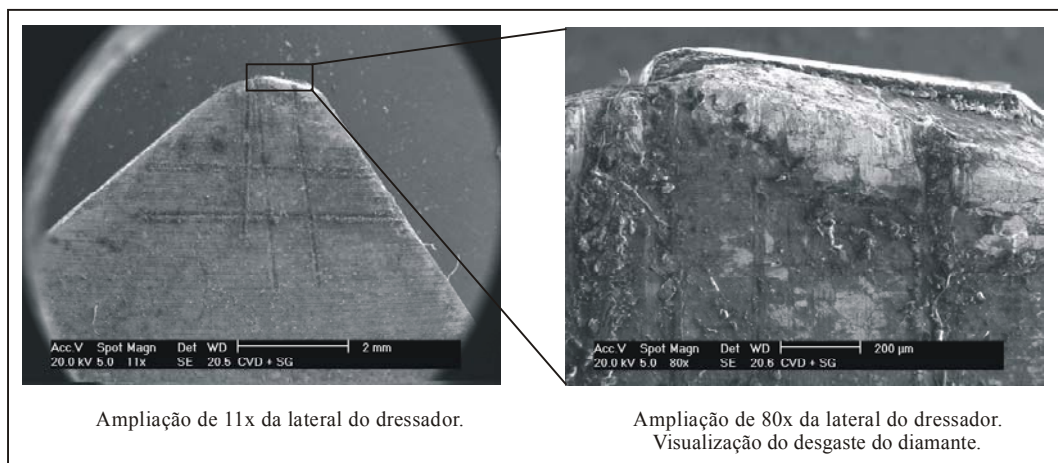 Acc.V Spot Magn Det WD 2 mm
20.0 kV 5.0 11x SE 20.5 CVD + SG
Acc.V Spot Magn Det WD 200 µm
20.0 kV 5.0 80x SE 20.6 CVD + SG
Ampliação de 11x da lateral do dressador.
Ampliação de 80x da lateral do dressador.
Visualização do desgaste do diamante.